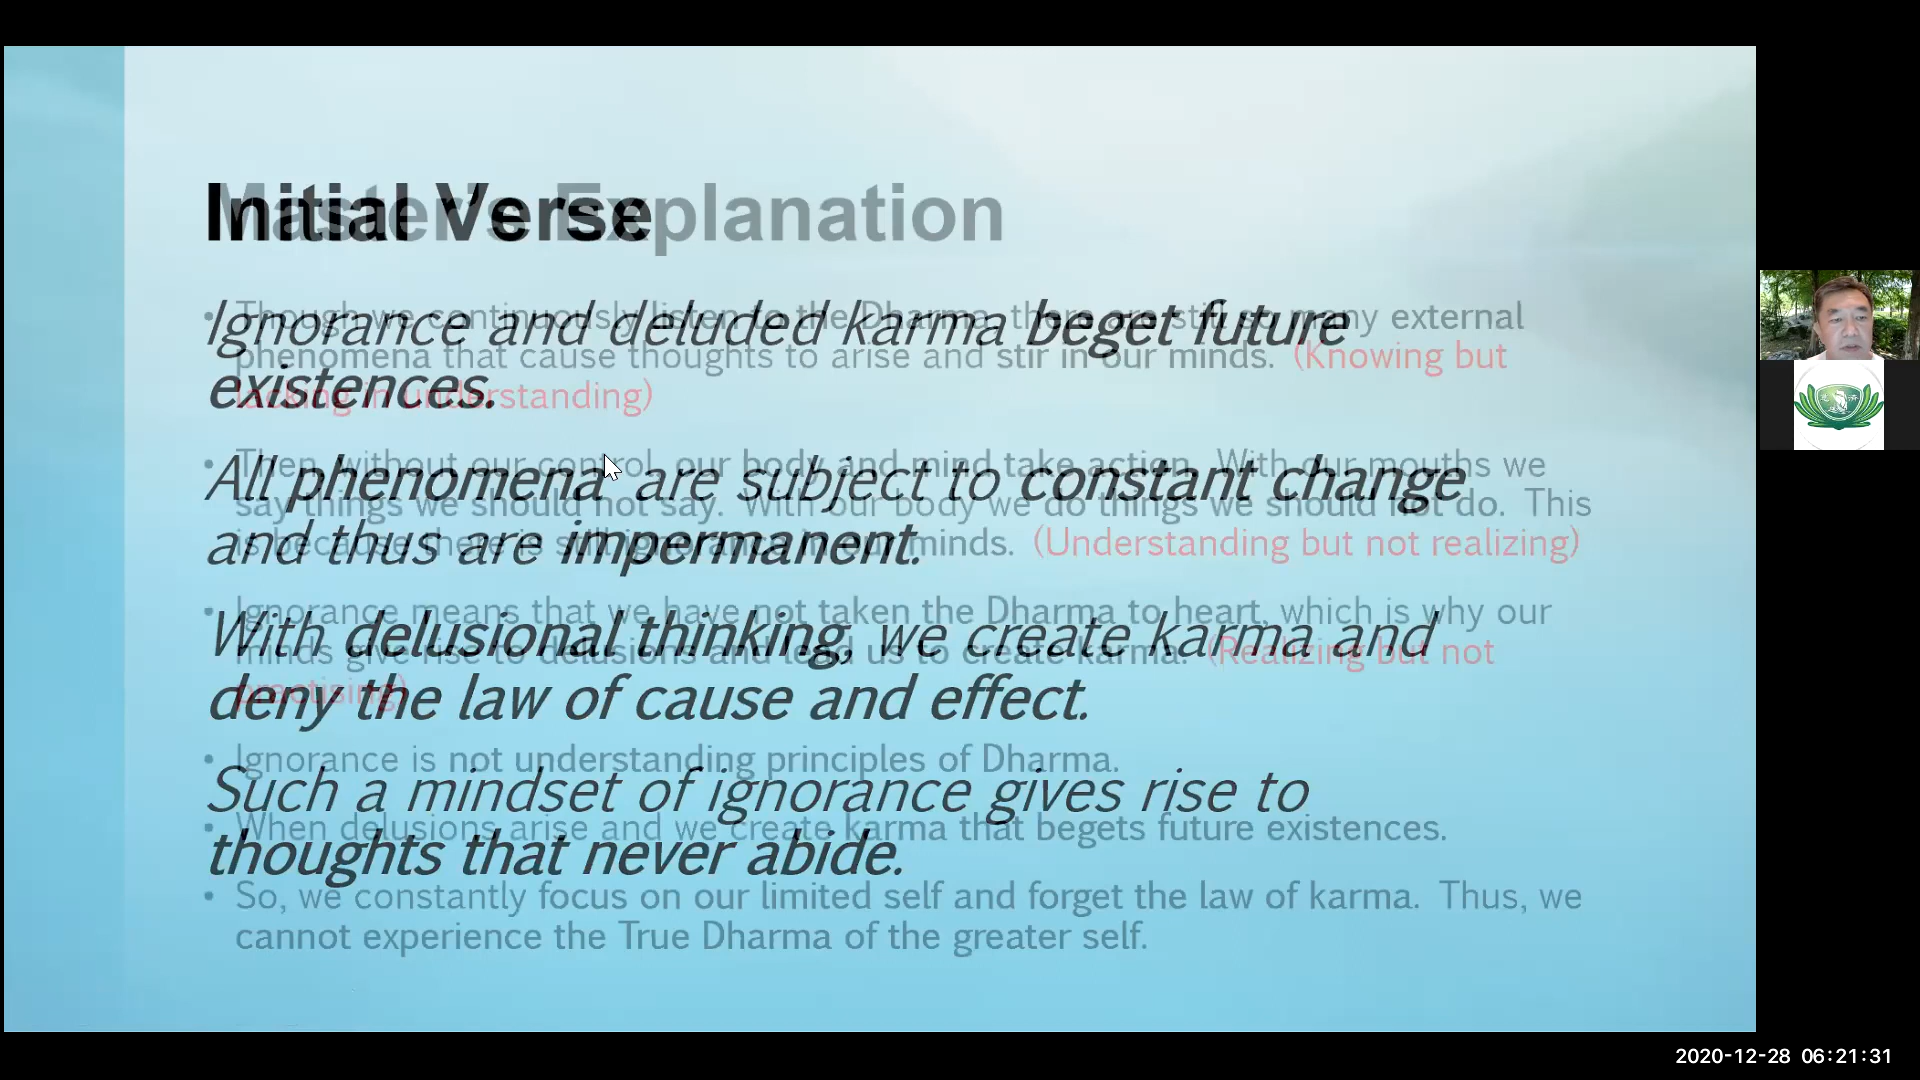 Initial Verse
Master's Explanation
Ignorance and deluded karma beget future
existences.
All phenomena are subject to constant change
and thus are impermanent.
With delusional thinking, we create karma and
deny the law of cause and effect.
Such a mindset of ignorance gives rise to
thoughts that never abide.
• Though we continuously listen to the Dharma, there are still so many external
phenomena that cause thoughts to arise and stir in our minds. (Knowing but
lacking in understanding)
• Then, without our control, our body and mind take action. With our mouths we
say things we should not say. With our body we do things we should not do. This
is because there is still ignorance in our minds. (Understanding but not realizing)
• Ignorance means that we have not taken the Dharma to heart, which is why our
minds give rise to delusions and lead us to create karma. (Realizing but not
practising)
• Ignorance is not understanding principles of Dharma.
• When delusions arise and we create karma that begets future existences.
• So, we constantly focus on our limited self and forget the law of karma. Thus, we
cannot experience the True Dharma of the greater self.
2020-12-28 06:21:31